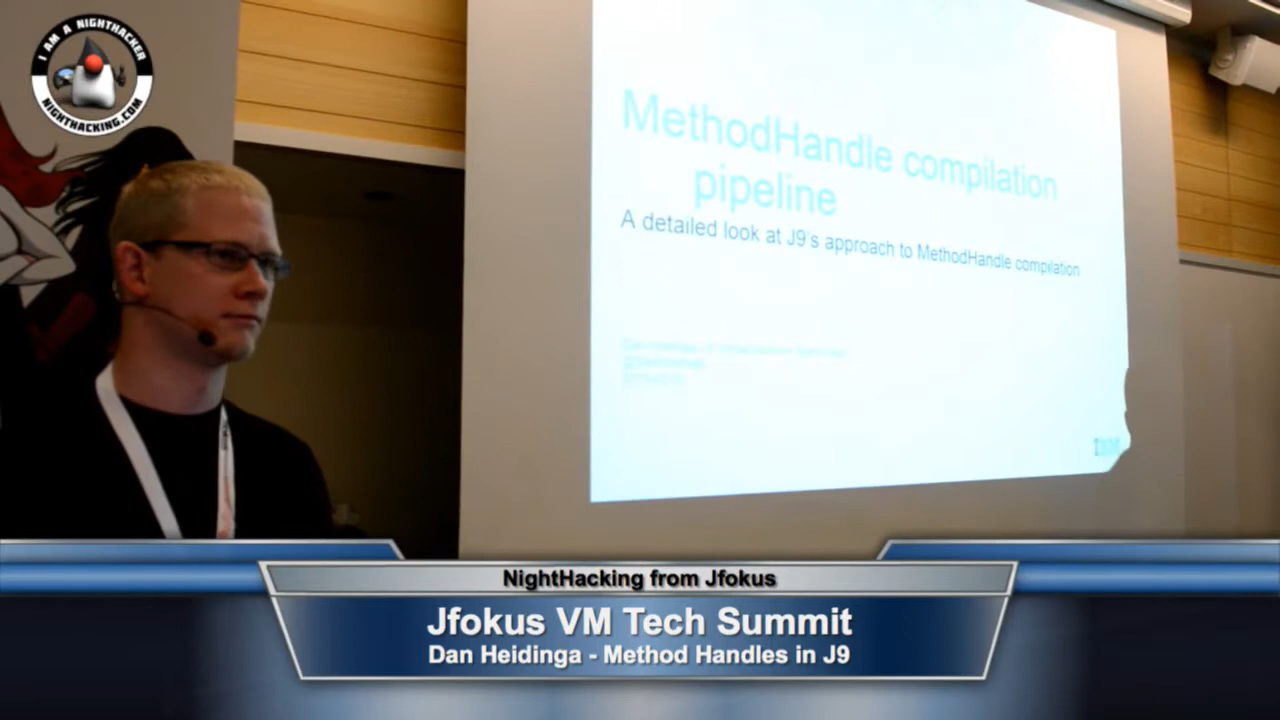 I AM A NIGHTHACKER
NIGHTHACKING.COM
MethodHandle compilation
pipeline
A detailed look at J9's approach to MethodHandle compilation
IBM
NightHacking from Jfokus
Jfokus VM Tech Summit
Dan Heidinga - Method Handles in J9